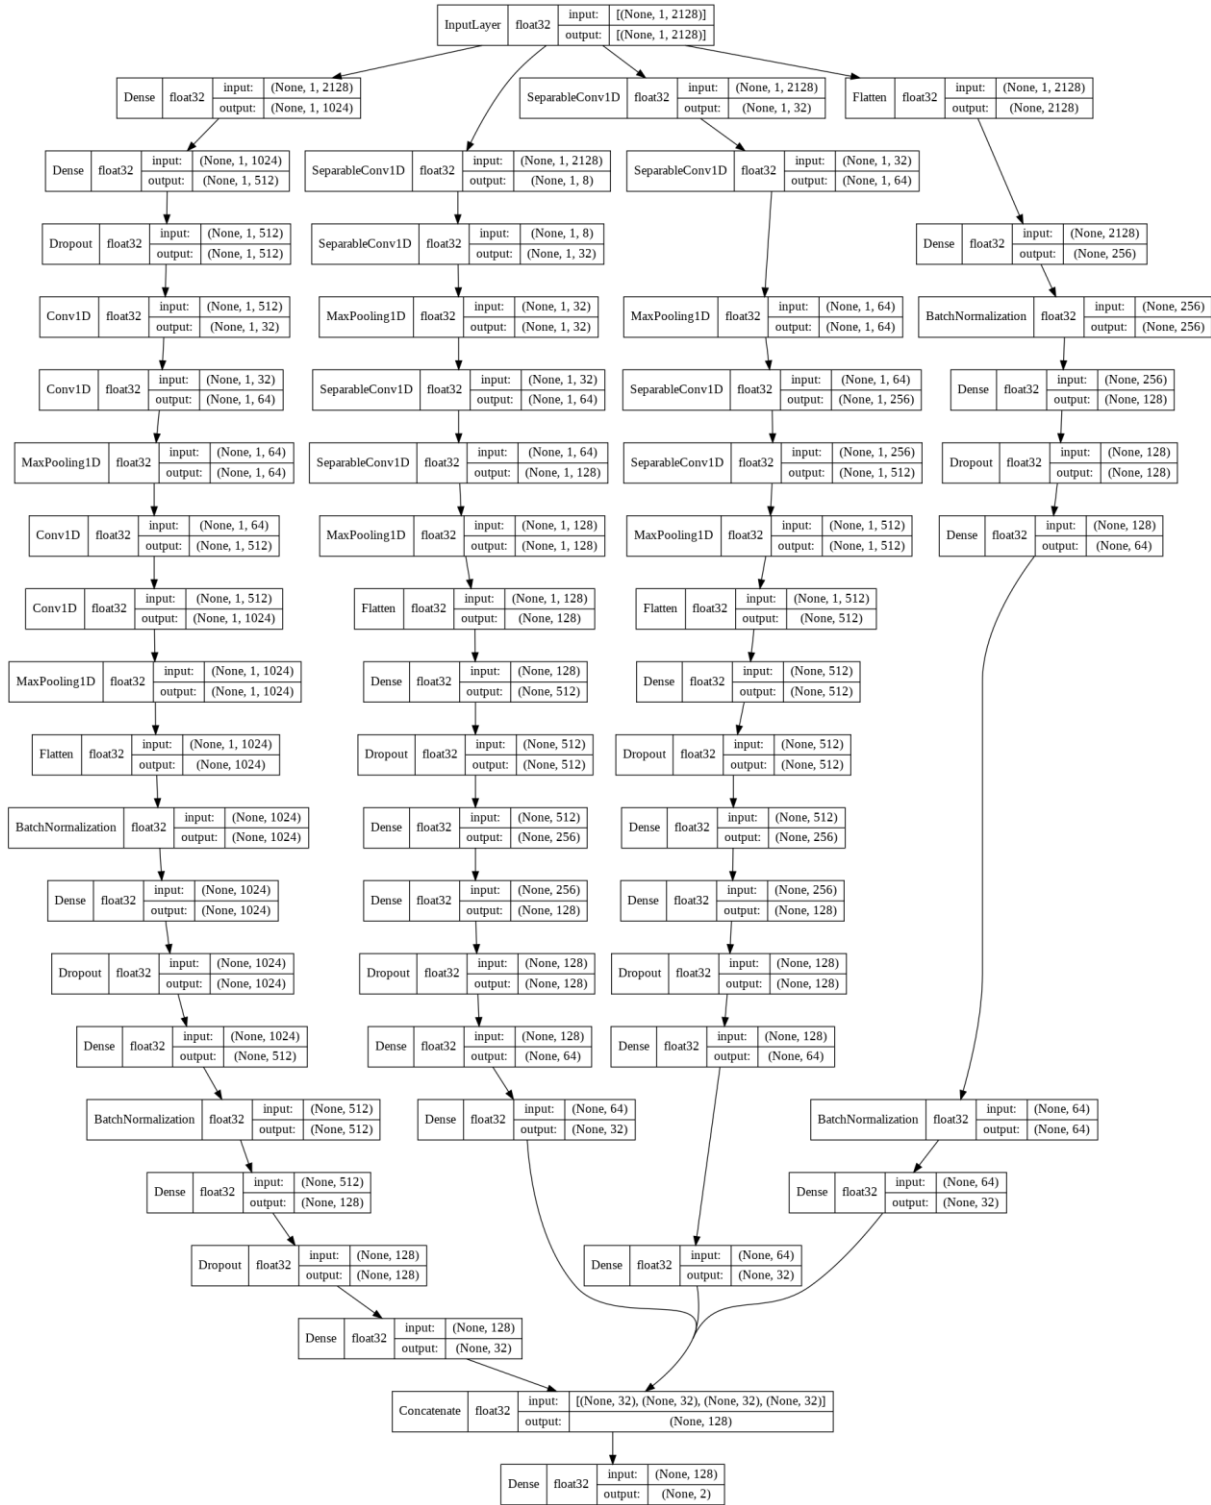 InputLayer float32 input: [(None, 1, 2128)]
output: [(None, 1, 2128)]
Dense float32 input: (None, 1, 2128)
output: (None, 1, 1024)
SeparableConv1D float32 input: (None, 1, 2128)
output: (None, 1, 32)
Flatten float32 input: (None, 1, 2128)
output: (None, 2128)
Dense float32 input: (None, 1, 1024)
output: (None, 1, 512)
SeparableConv1D float32 input: (None, 1, 2128)
output: (None, 1, 8)
SeparableConv1D float32 input: (None, 1, 32)
output: (None, 1, 64)
Dropout float32 input: (None, 1, 512)
output: (None, 1, 512)
SeparableConv1D float32 input: (None, 1, 8)
output: (None, 1, 32)
Dense float32 input: (None, 2128)
output: (None, 256)
Conv1D float32 input: (None, 1, 512)
output: (None, 1, 32)
MaxPooling1D float32 input: (None, 1, 32)
output: (None, 1, 32)
MaxPooling1D float32 input: (None, 1, 64)
output: (None, 1, 64)
BatchNormalization float32 input: (None, 256)
output: (None, 256)
Conv1D float32 input: (None, 1, 32)
output: (None, 1, 64)
SeparableConv1D float32 input: (None, 1, 32)
output: (None, 1, 64)
SeparableConv1D float32 input: (None, 1, 64)
output: (None, 1, 256)
Dense float32 input: (None, 256)
output: (None, 128)
MaxPooling1D float32 input: (None, 1, 64)
output: (None, 1, 64)
SeparableConv1D float32 input: (None, 1, 64)
output: (None, 1, 128)
SeparableConv1D float32 input: (None, 1, 256)
output: (None, 1, 512)
Dropout float32 input: (None, 128)
output: (None, 128)
Conv1D float32 input: (None, 1, 64)
output: (None, 1, 512)
MaxPooling1D float32 input: (None, 1, 128)
output: (None, 1, 128)
MaxPooling1D float32 input: (None, 1, 512)
output: (None, 1, 512)
Dense float32 input: (None, 128)
output: (None, 64)
Conv1D float32 input: (None, 1, 512)
output: (None, 1, 1024)
Flatten float32 input: (None, 1, 128)
output: (None, 128)
Flatten float32 input: (None, 1, 512)
output: (None, 512)
MaxPooling1D float32 input: (None, 1, 1024)
output: (None, 1, 1024)
Dense float32 input: (None, 128)
output: (None, 512)
Dense float32 input: (None, 512)
output: (None, 512)
Flatten float32 input: (None, 1, 1024)
output: (None, 1024)
Dropout float32 input: (None, 512)
output: (None, 512)
Dropout float32 input: (None, 512)
output: (None, 512)
BatchNormalization float32 input: (None, 1024)
output: (None, 1024)
Dense float32 input: (None, 512)
output: (None, 256)
Dense float32 input: (None, 512)
output: (None, 256)
Dense float32 input: (None, 1024)
output: (None, 1024)
Dense float32 input: (None, 256)
output: (None, 128)
Dense float32 input: (None, 256)
output: (None, 128)
Dropout float32 input: (None, 1024)
output: (None, 1024)
Dropout float32 input: (None, 128)
output: (None, 128)
Dropout float32 input: (None, 128)
output: (None, 128)
Dense float32 input: (None, 1024)
output: (None, 512)
Dense float32 input: (None, 128)
output: (None, 64)
Dense float32 input: (None, 128)
output: (None, 64)
BatchNormalization float32 input: (None, 512)
output: (None, 512)
Dense float32 input: (None, 64)
output: (None, 32)
BatchNormalization float32 input: (None, 64)
output: (None, 64)
Dense float32 input: (None, 512)
output: (None, 128)
Dense float32 input: (None, 64)
output: (None, 32)
Dropout float32 input: (None, 128)
output: (None, 128)
Dense float32 input: (None, 64)
output: (None, 32)
Dense float32 input: (None, 128)
output: (None, 32)
Concatenate float32 input: [(None, 32), (None, 32), (None, 32), (None, 32)]
output: (None, 128)
Dense float32 input: (None, 128)
output: (None, 2)